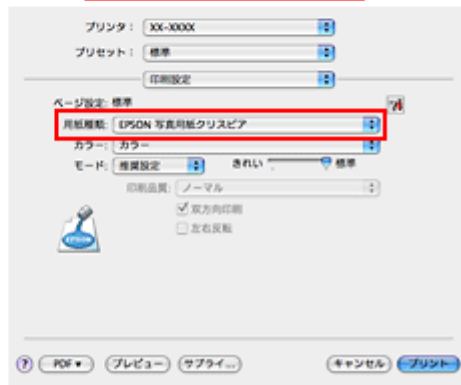 プリンタ： XX-XXXX
プリセット： 標準
印刷設定
ページ設定: 標準
用紙種類: EPSON 写真用紙クリスピア
カラー: カラー
モード: 推奨設定 きれい 標準
印刷品質: ノーマル
双方向印刷
左右反転
EPSON
? PDF▼ プレビュー サプライ... キャンセル プリント